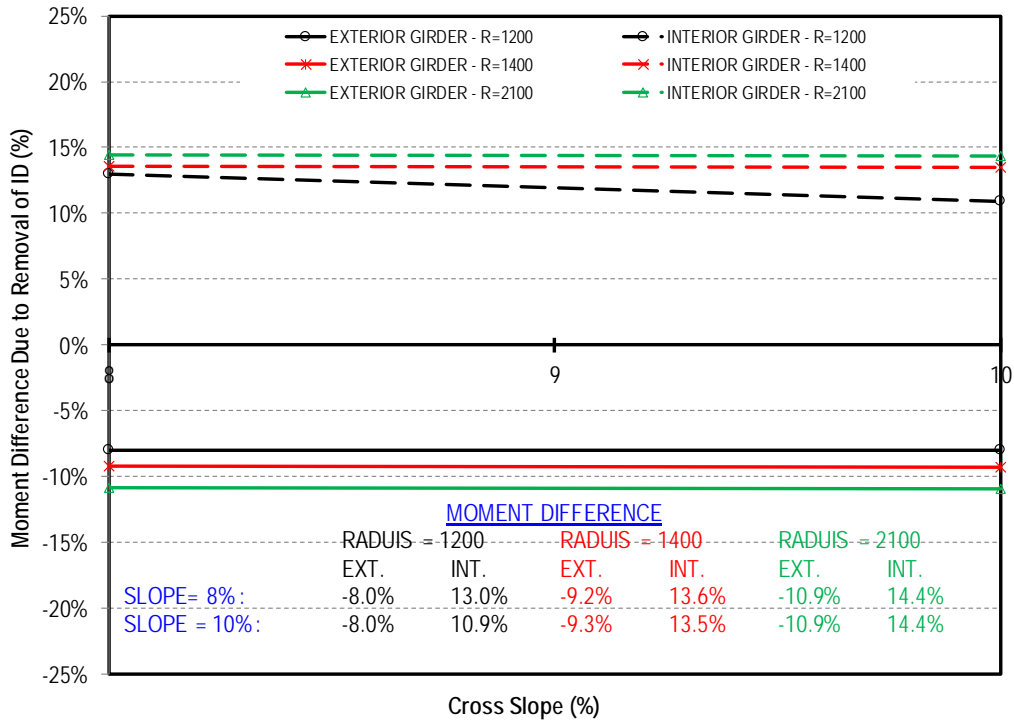 25%
20%
15%
10%
5%
0%
-5%
-10%
-15%
-20%
-25%
Moment Difference Due to Removal of ID (%)
EXTERIOR GIRDER - R=1200
INTERIOR GIRDER - R=1200
EXTERIOR GIRDER - R=1400
INTERIOR GIRDER - R=1400
EXTERIOR GIRDER - R=2100
INTERIOR GIRDER - R=2100
8 9 10
MOMENT DIFFERENCE
RADUIS = 1200 RADUIS = 1400 RADUIS = 2100
EXT. INT. EXT. INT. EXT. INT.
SLOPE= 8%: -8.0% 13.0% -9.2% 13.6% -10.9% 14.4%
SLOPE = 10%: -8.0% 10.9% -9.3% 13.5% -10.9% 14.4%
Cross Slope (%)